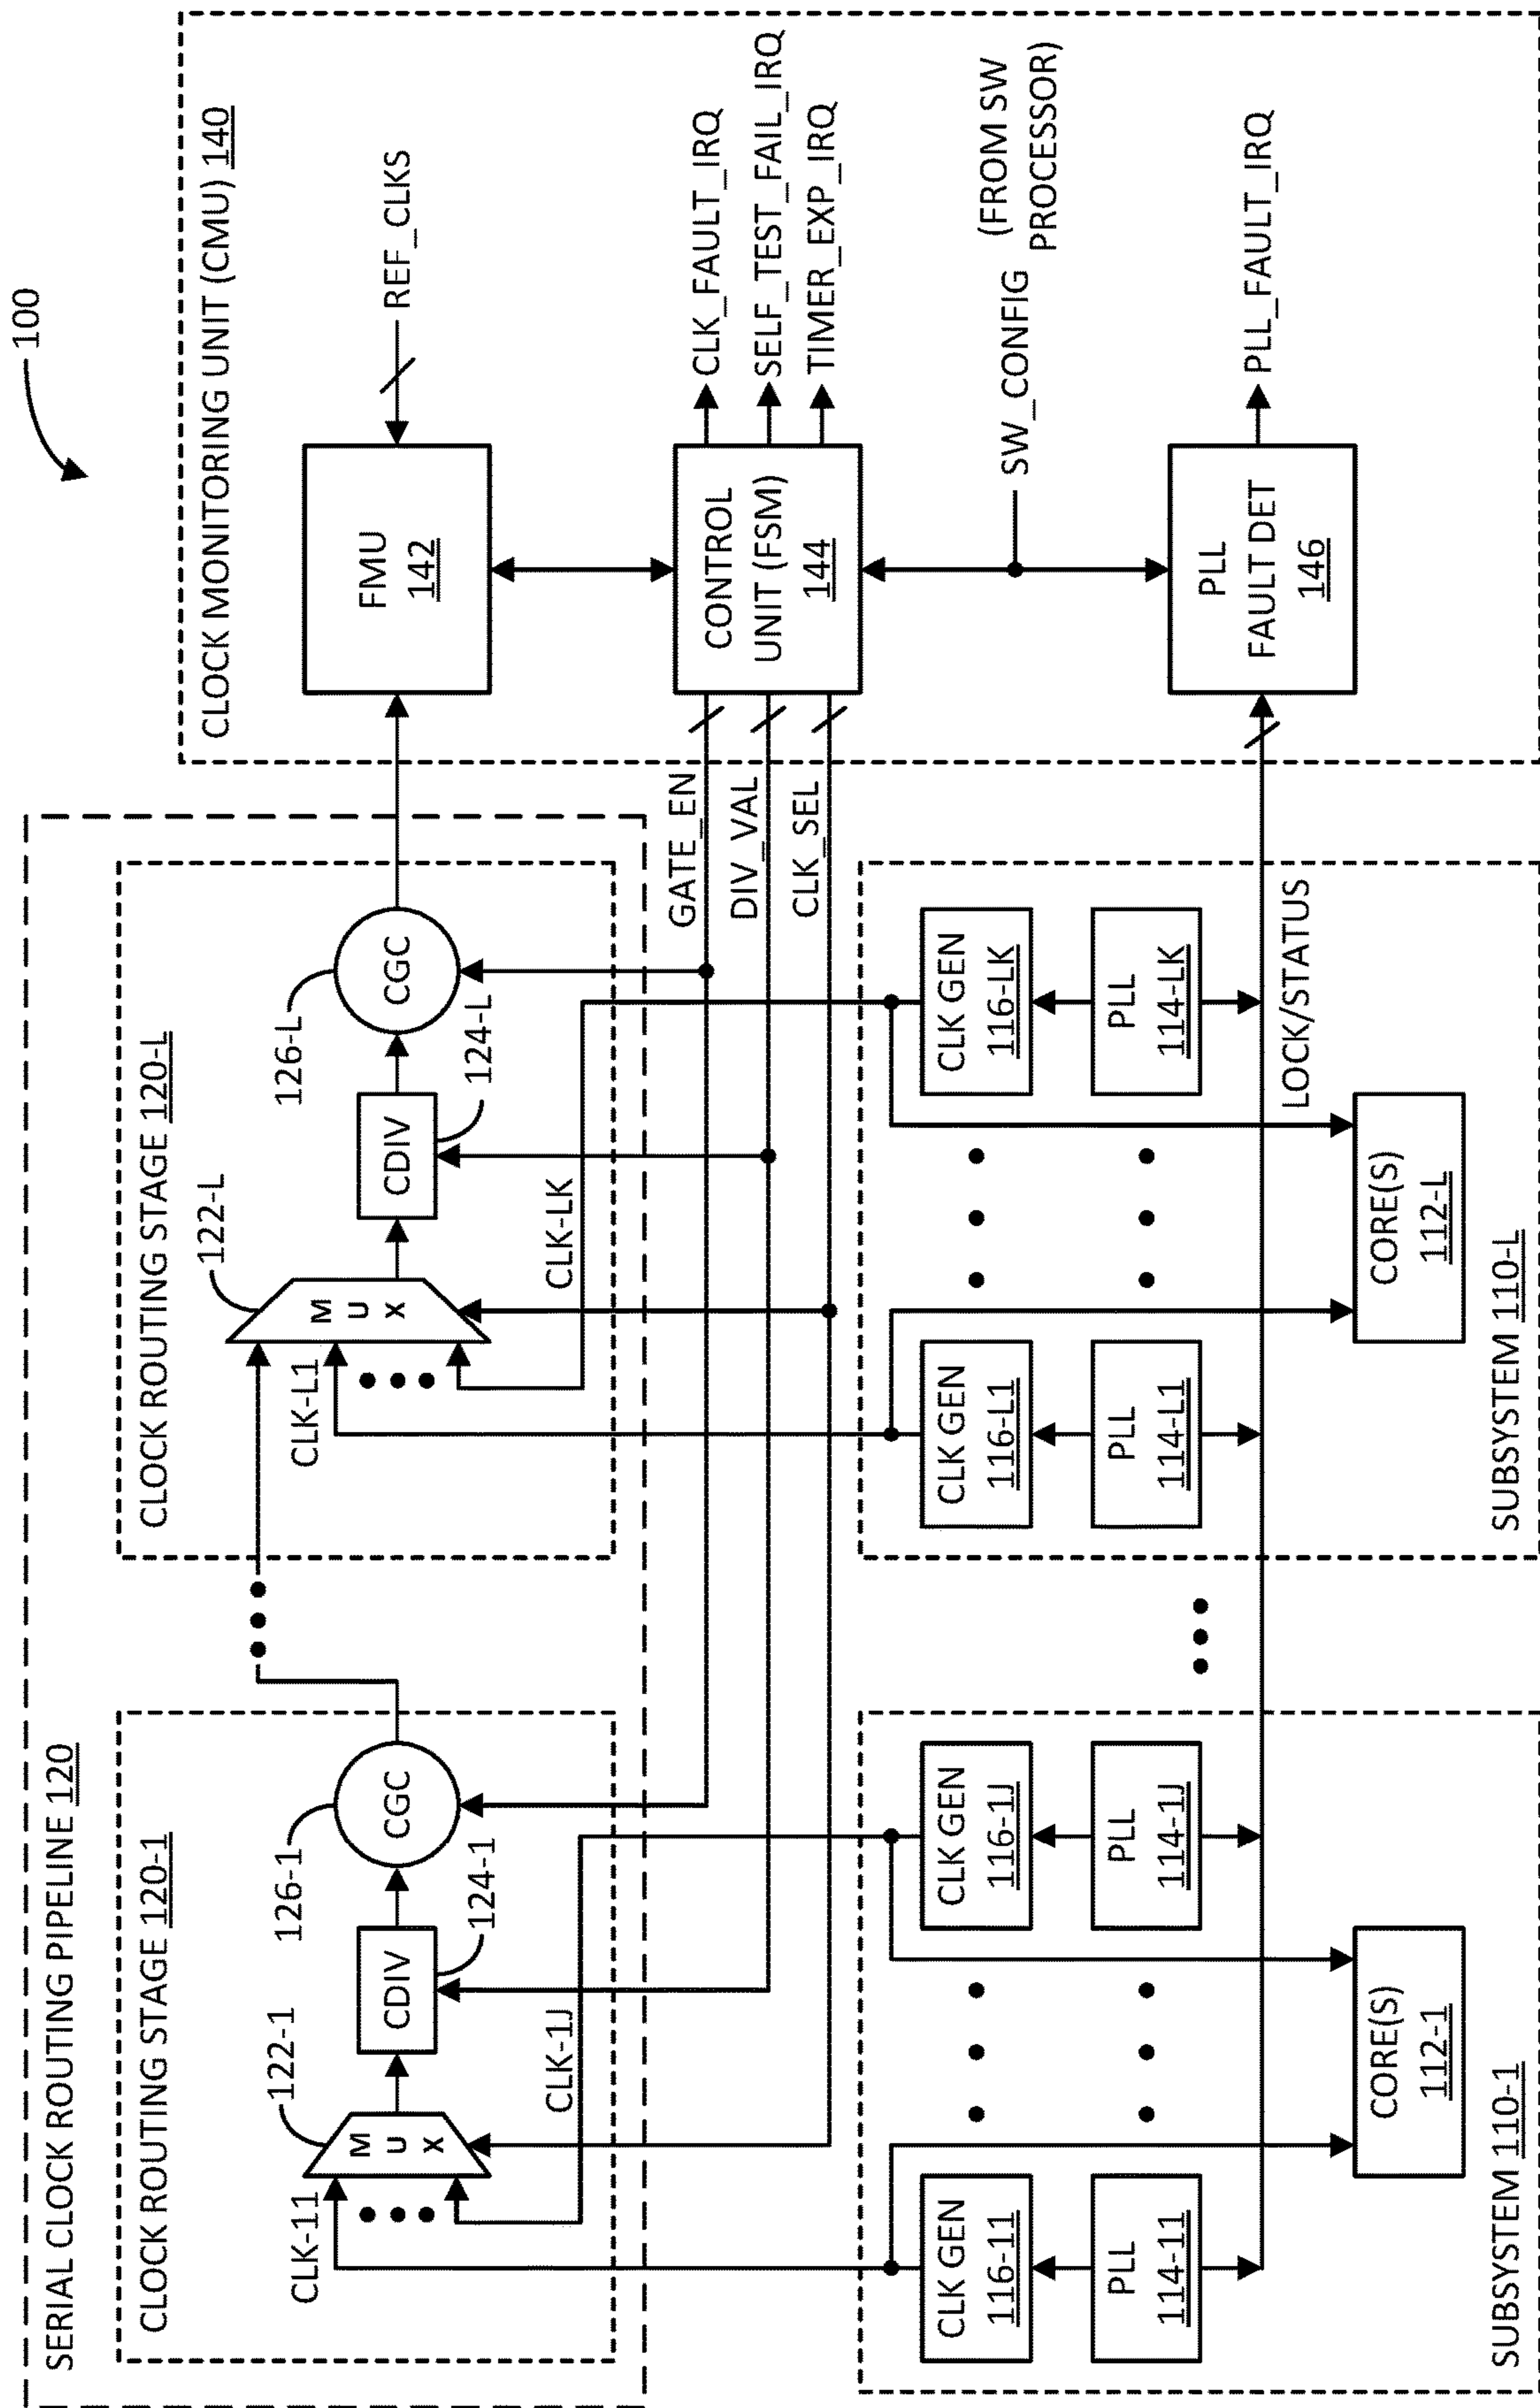 100
SERIAL CLOCK ROUTING PIPELINE 120
CLOCK ROUTING STAGE 120-1
122-1
M
U
X
CLK-11
CLK-1J
CDIV
124-1
126-1
CGC
CLOCK ROUTING STAGE 120-L
122-L
M
U
X
CLK-L1
CLK-LK
CDIV
124-L
126-L
CGC
GATE_EN
DIV_VAL
CLK_SEL
CLOCK MONITORING UNIT (CMU) 140
FMU
142
REF_CLKS
CONTROL
UNIT (FSM)
144
CLK_FAULT_IRQ
SELF_TEST_FAIL_IRQ
TIMER_EXP_IRQ
SW_CONFIG
(FROM SW
PROCESSOR)
PLL
FAULT DET
146
PLL_FAULT_IRQ
CLK GEN
116-11
PLL
114-11
CLK GEN
116-1J
PLL
114-1J
CORE(S)
112-1
SUBSYSTEM 110-1
CLK GEN
116-L1
PLL
114-L1
CLK GEN
116-LK
PLL
114-LK
LOCK/STATUS
CORE(S)
112-L
SUBSYSTEM 110-L